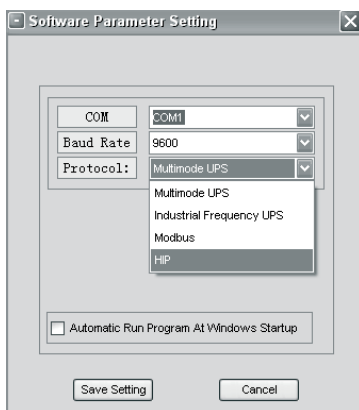 Software Parameter Setting
COM COM1
Baud Rate 9600
Protocol: Multimode UPS
Multimode UPS
Industrial Frequency UPS
Modbus
HIP
Automatic Run Program At Windows Startup
Save Setting Cancel